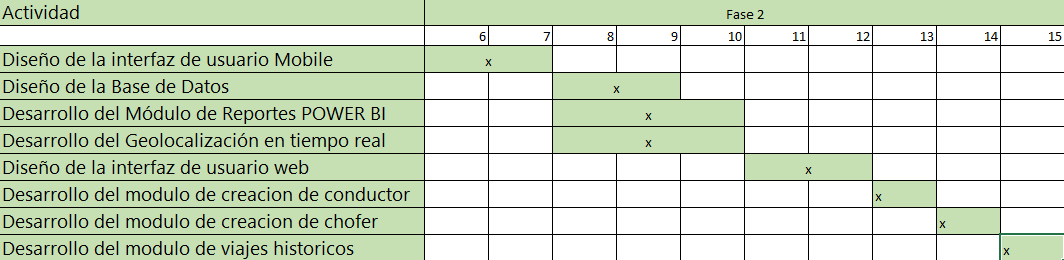 Actividad Fase 2
6 7 8 9 10 11 12 13 14 15
Diseño de la interfaz de usuario Mobile x
Diseño de la Base de Datos x
Desarrollo del Módulo de Reportes POWER BI x
Desarrollo del Geolocalización en tiempo real x
Diseño de la interfaz de usuario web x
Desarrollo del modulo de creacion de conductor x
Desarrollo del modulo de creacion de chofer x
Desarrollo del modulo de viajes historicos x